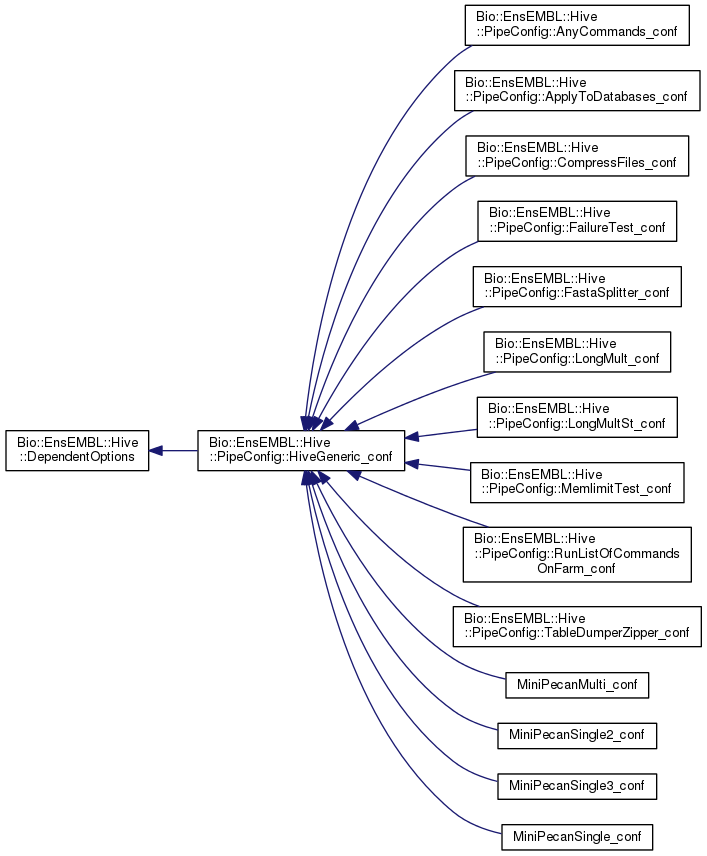 Bio::EnsEMBL::Hive
::PipeConfig::AnyCommands_conf
Bio::EnsEMBL::Hive
::PipeConfig::ApplyToDatabases_conf
Bio::EnsEMBL::Hive
::PipeConfig::CompressFiles_conf
Bio::EnsEMBL::Hive
::PipeConfig::FailureTest_conf
Bio::EnsEMBL::Hive
::PipeConfig::FastaSplitter_conf
Bio::EnsEMBL::Hive
::PipeConfig::LongMult_conf
Bio::EnsEMBL::Hive
::PipeConfig::LongMultSt_conf
Bio::EnsEMBL::Hive
::DependentOptions
Bio::EnsEMBL::Hive
::PipeConfig::HiveGeneric_conf
Bio::EnsEMBL::Hive
::PipeConfig::MemlimitTest_conf
Bio::EnsEMBL::Hive
::PipeConfig::RunListOfCommands
OnFarm_conf
Bio::EnsEMBL::Hive
::PipeConfig::TableDumperZipper_conf
MiniPecanMulti_conf
MiniPecanSingle2_conf
MiniPecanSingle3_conf
MiniPecanSingle_conf